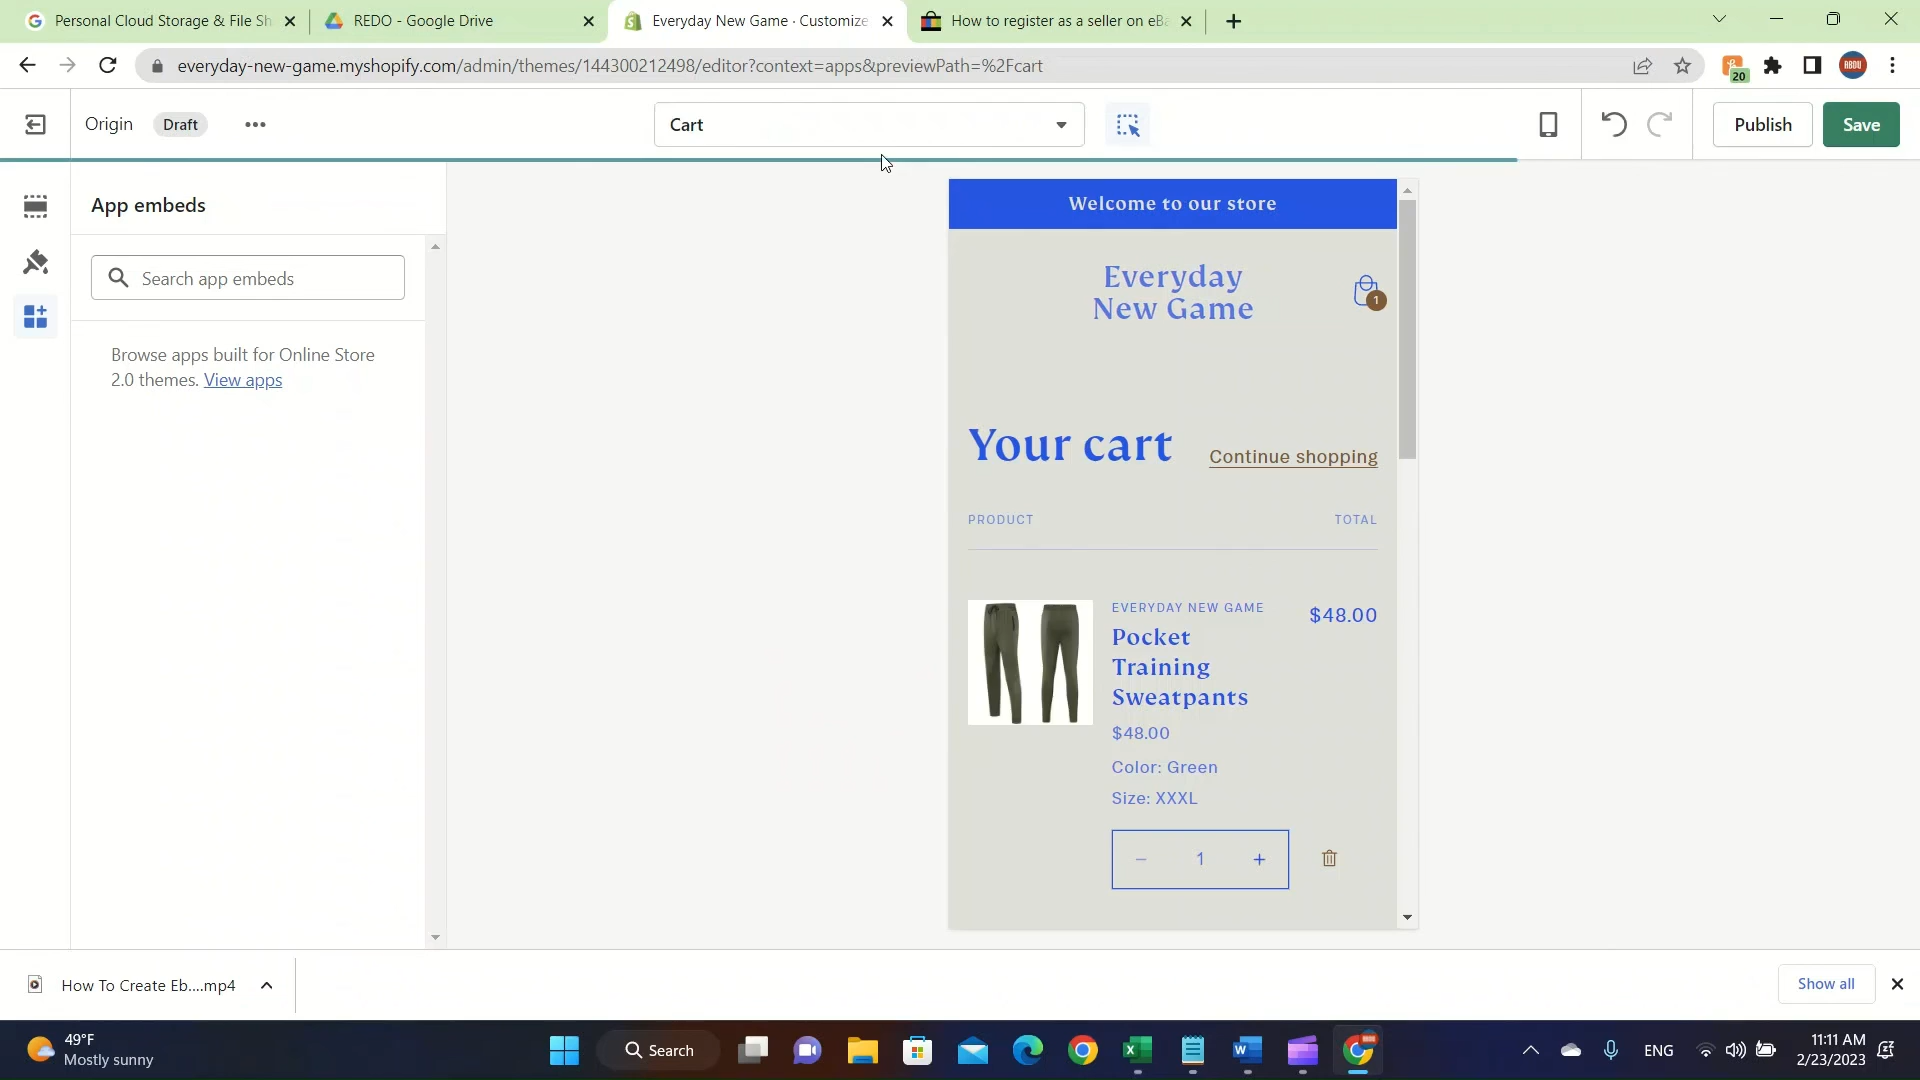 Personal Cloud Storage & File Sh
REDO - Google Drive
Everyday New Game · Customize
How to register as a seller on eBa
everyday-new-game.myshopify.com/admin/themes/144300212498/editor?context=apps&previewPath=%2Fcart
20
ABDU
Origin
Draft
Cart
Publish
Save
App embeds
Search app embeds
Browse apps built for Online Store
2.0 themes. View apps
Welcome to our store
Everyday
New Game
1
Your cart
Continue shopping
PRODUCT
TOTAL
EVERYDAY NEW GAME
$48.00
Pocket
Training
Sweatpants
$48.00
Color: Green
Size: XXXL
1
How To Create Eb....mp4
Show all
49°F
Mostly sunny
Search
ENG
11:11 AM
2/23/2023